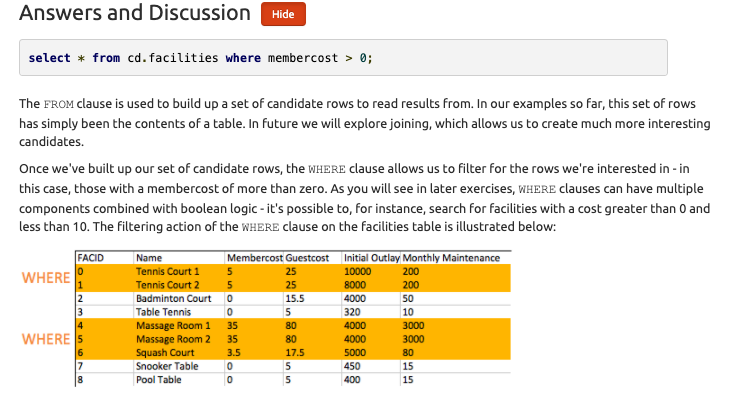 Answers and Discussion Hide
select * from cd.facilities where membercost > 0;
The FROM clause is used to build up a set of candidate rows to read results from. In our examples so far, this set of rows
has simply been the contents of a table. In future we will explore joining, which allows us to create much more interesting
candidates.
Once we've built up our set of candidate rows, the WHERE clause allows us to filter for the rows we're interested in - in
this case, those with a membercost of more than zero. As you will see in later exercises, WHERE clauses can have multiple
components combined with boolean logic - it's possible to, for instance, search for facilities with a cost greater than 0 and
less than 10. The filtering action of the WHERE clause on the facilities table is illustrated below:
FACID Name Membercost Guestcost Initial Outlay Monthly Maintenance
WHERE
0 Tennis Court 1 5 25 10000 200
1 Tennis Court 2 5 25 8000 200
2 Badminton Court 0 15.5 4000 50
3 Table Tennis 0 5 320 10
WHERE
4 Massage Room 1 35 80 4000 3000
5 Massage Room 2 35 80 4000 3000
6 Squash Court 3.5 17.5 5000 80
7 Snooker Table 0 5 450 15
8 Pool Table 0 5 400 15